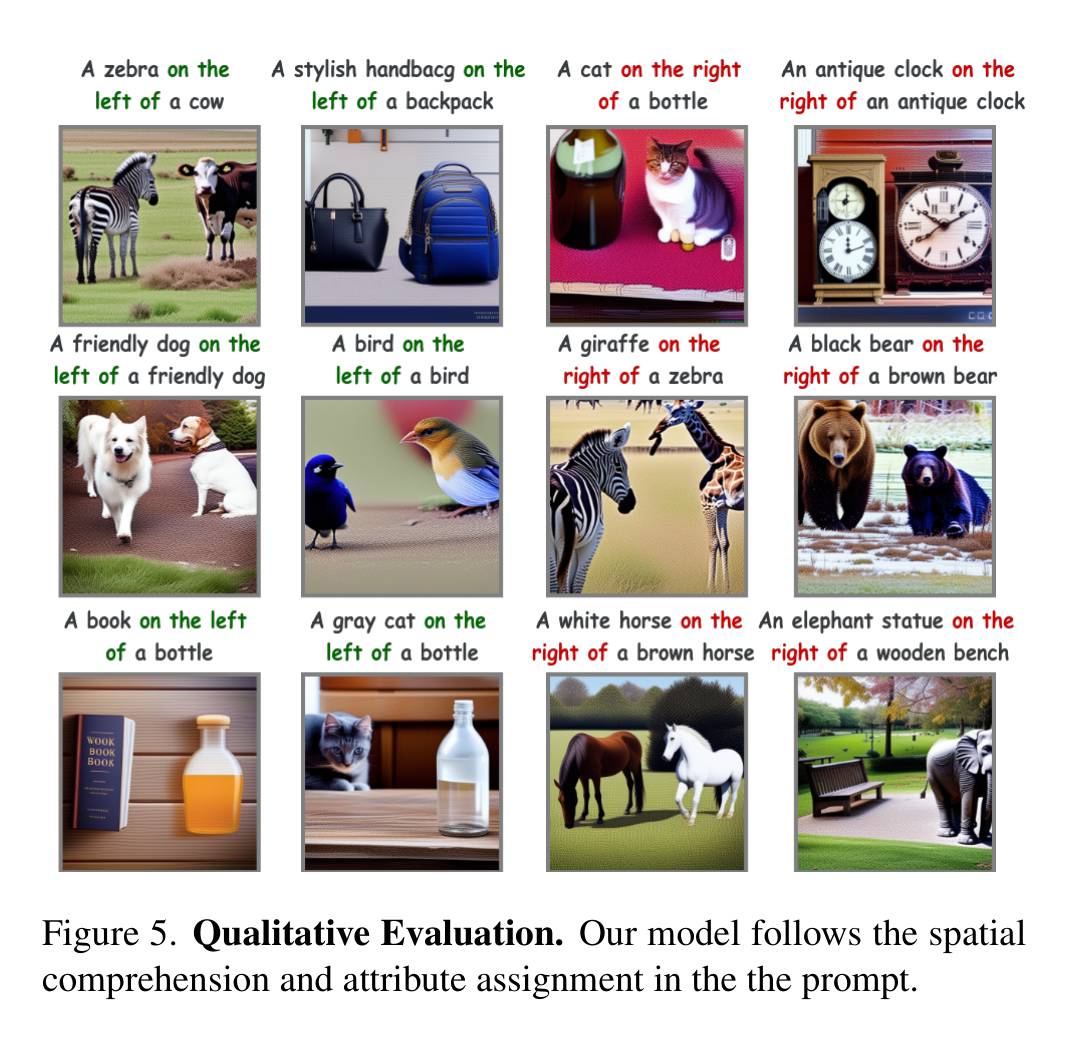 A zebra on the
left of a cow
A stylish handbacg on the
left of a backpack
A cat on the right
of a bottle
An antique clock on the
right of an antique clock
A friendly dog on the
left of a friendly dog
A bird on the
left of a bird
A giraffe on the
right of a zebra
A black bear on the
right of a brown bear
A book on the left
of a bottle
A gray cat on the
left of a bottle
A white horse on the
right of a brown horse
An elephant statue on the
right of a wooden bench
WOOK
BOOK
BOOK
Figure 5. Qualitative Evaluation. Our model follows the spatial
comprehension and attribute assignment in the the prompt.